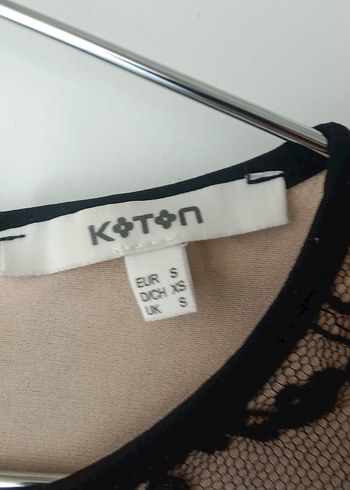 KOTON
EUR S
D/CH XS
UK S